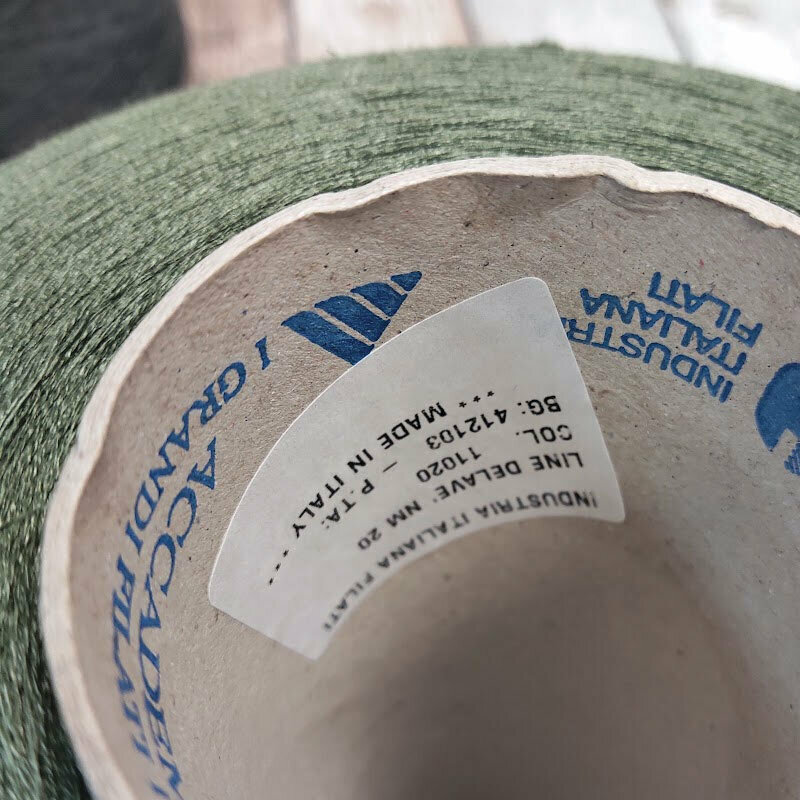 INDUSTRIA ITALIANA FILATI
LINE DELAVE' NM 20
COL. 11020 – P.TA:
BG: 412103
*** MADE IN ITALY ***
I GRANDI FILATI
INDUSTRIA
ITALIANA
FILATI